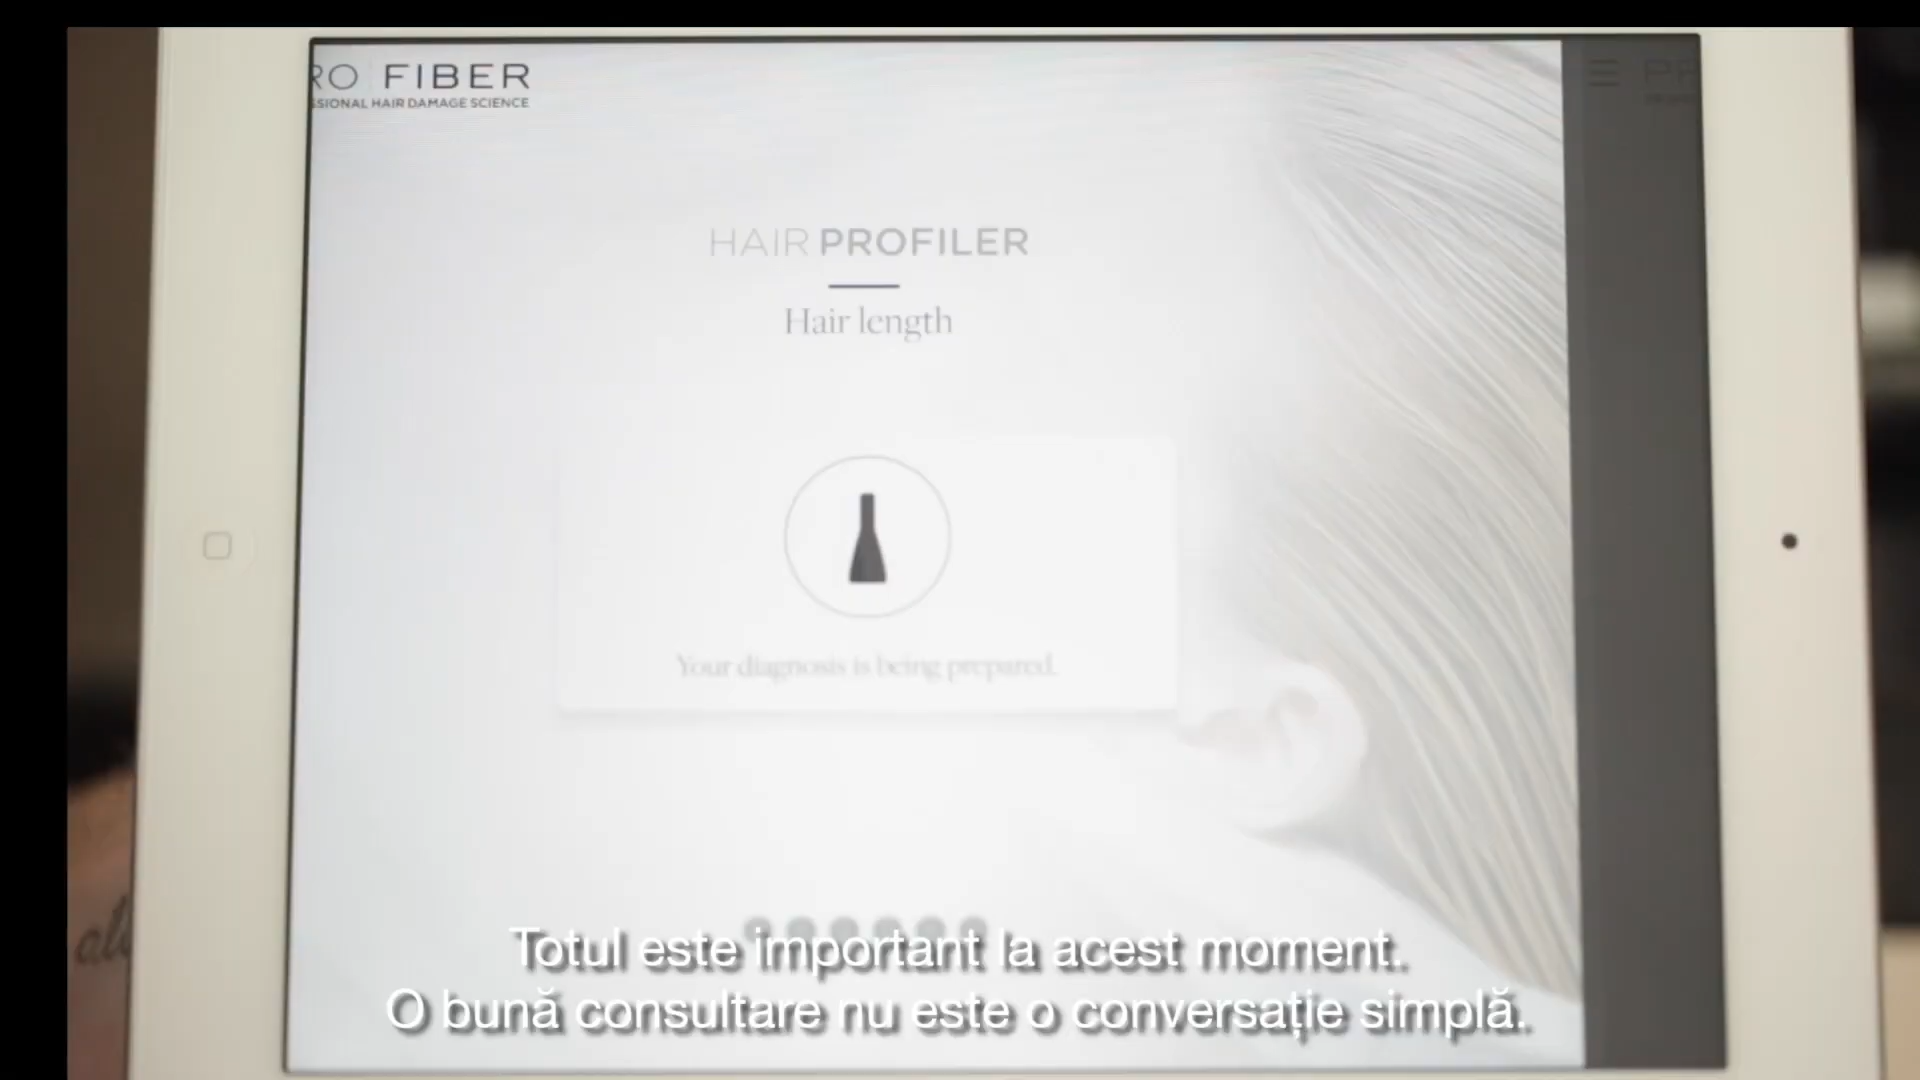 RO FIBER
SSIONAL HAIR DAMAGE SCIENCE
HAIR PROFILER
Hair length
Your diagnosis is being prepared.
Totul este important la acest moment.
O bună consultare nu este o conversație simplă.